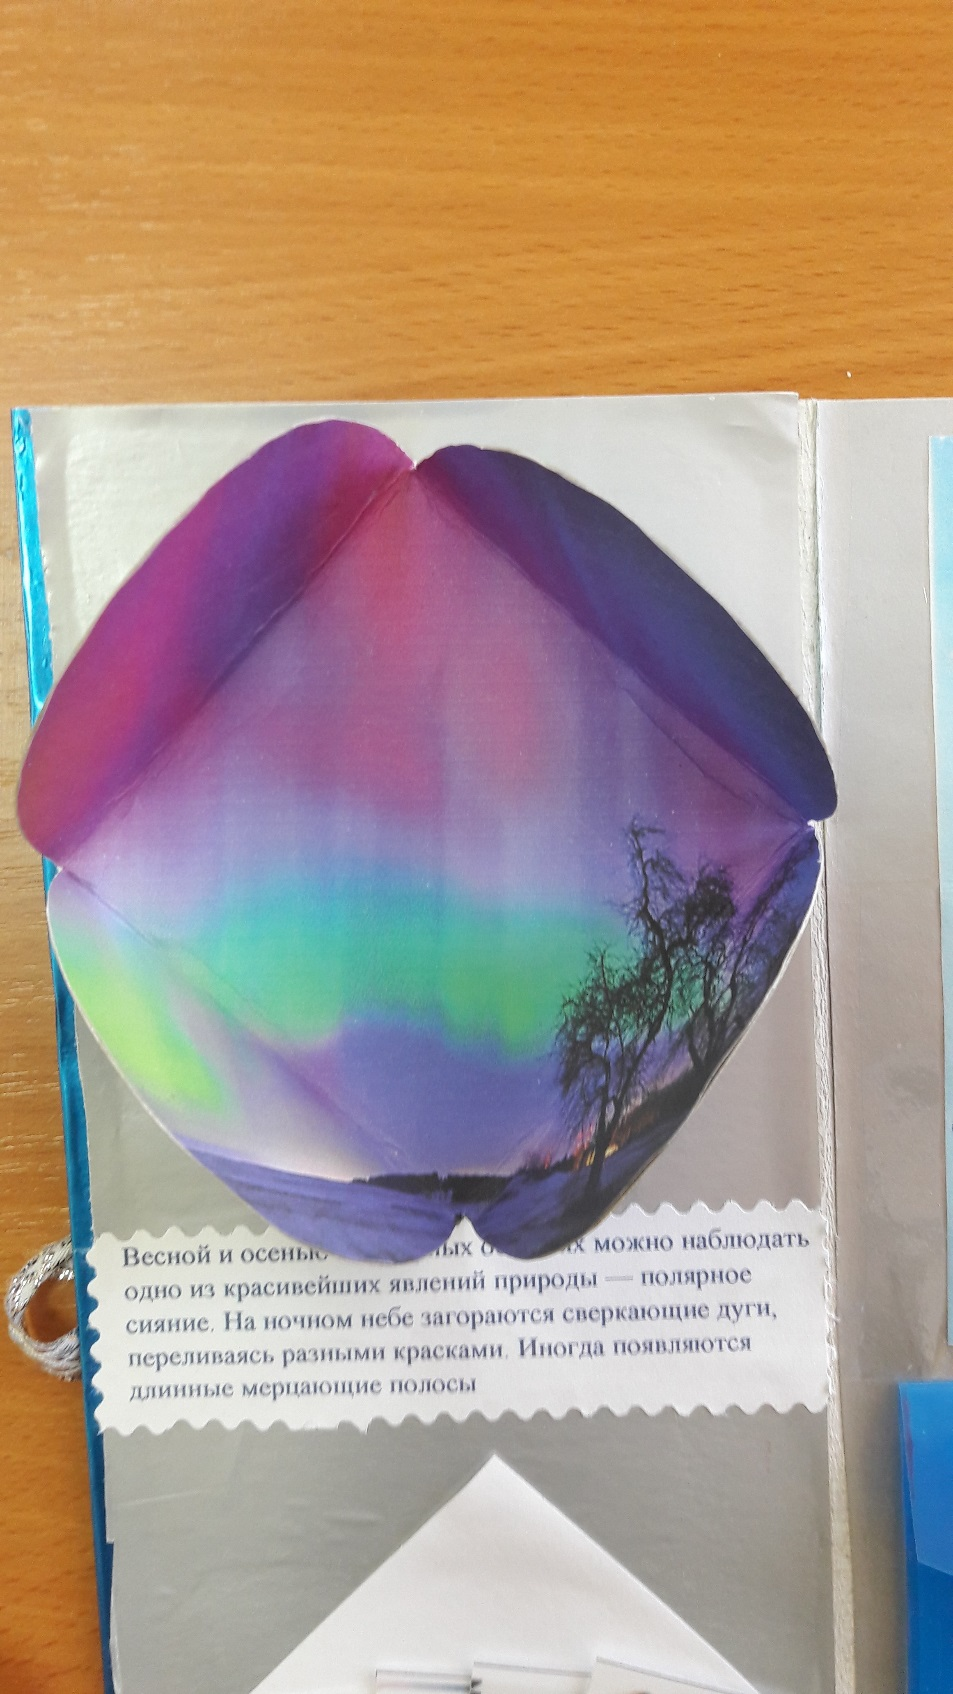 Весной и можно наблюдать
одно из красивейших явлений природы — полярное
сияние. На ночном небе загораются сверкающие дуги,
переливаясь разными красками. Иногда появляются
длинные мерцающие полосы